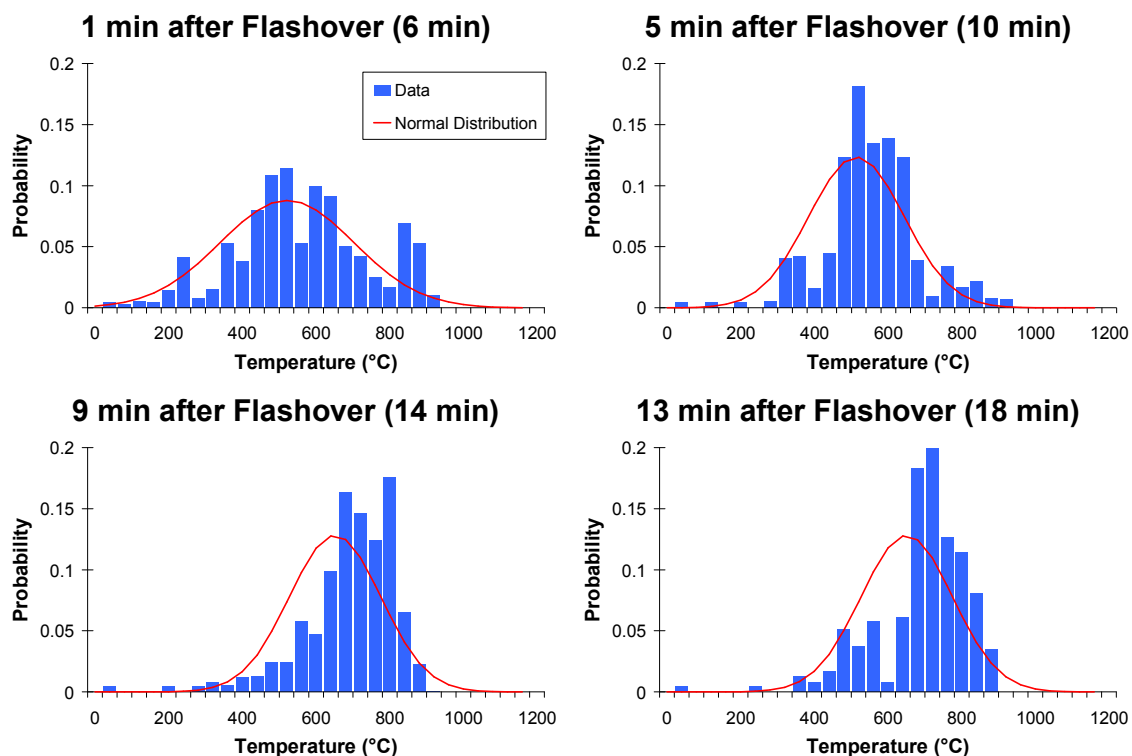 1 min after Flashover (6 min)
0.2
0.15
0.1
0.05
0
Probability
Data
Normal Distribution
0 200 400 600 800 1000 1200
Temperature (°C)
5 min after Flashover (10 min)
0.2
0.15
0.1
0.05
0
Probability
0 200 400 600 800 1000 1200
Temperature (°C)
9 min after Flashover (14 min)
0.2
0.15
0.1
0.05
0
Probability
0 200 400 600 800 1000 1200
Temperature (°C)
13 min after Flashover (18 min)
0.2
0.15
0.1
0.05
0
Probability
0 200 400 600 800 1000 1200
Temperature (°C)